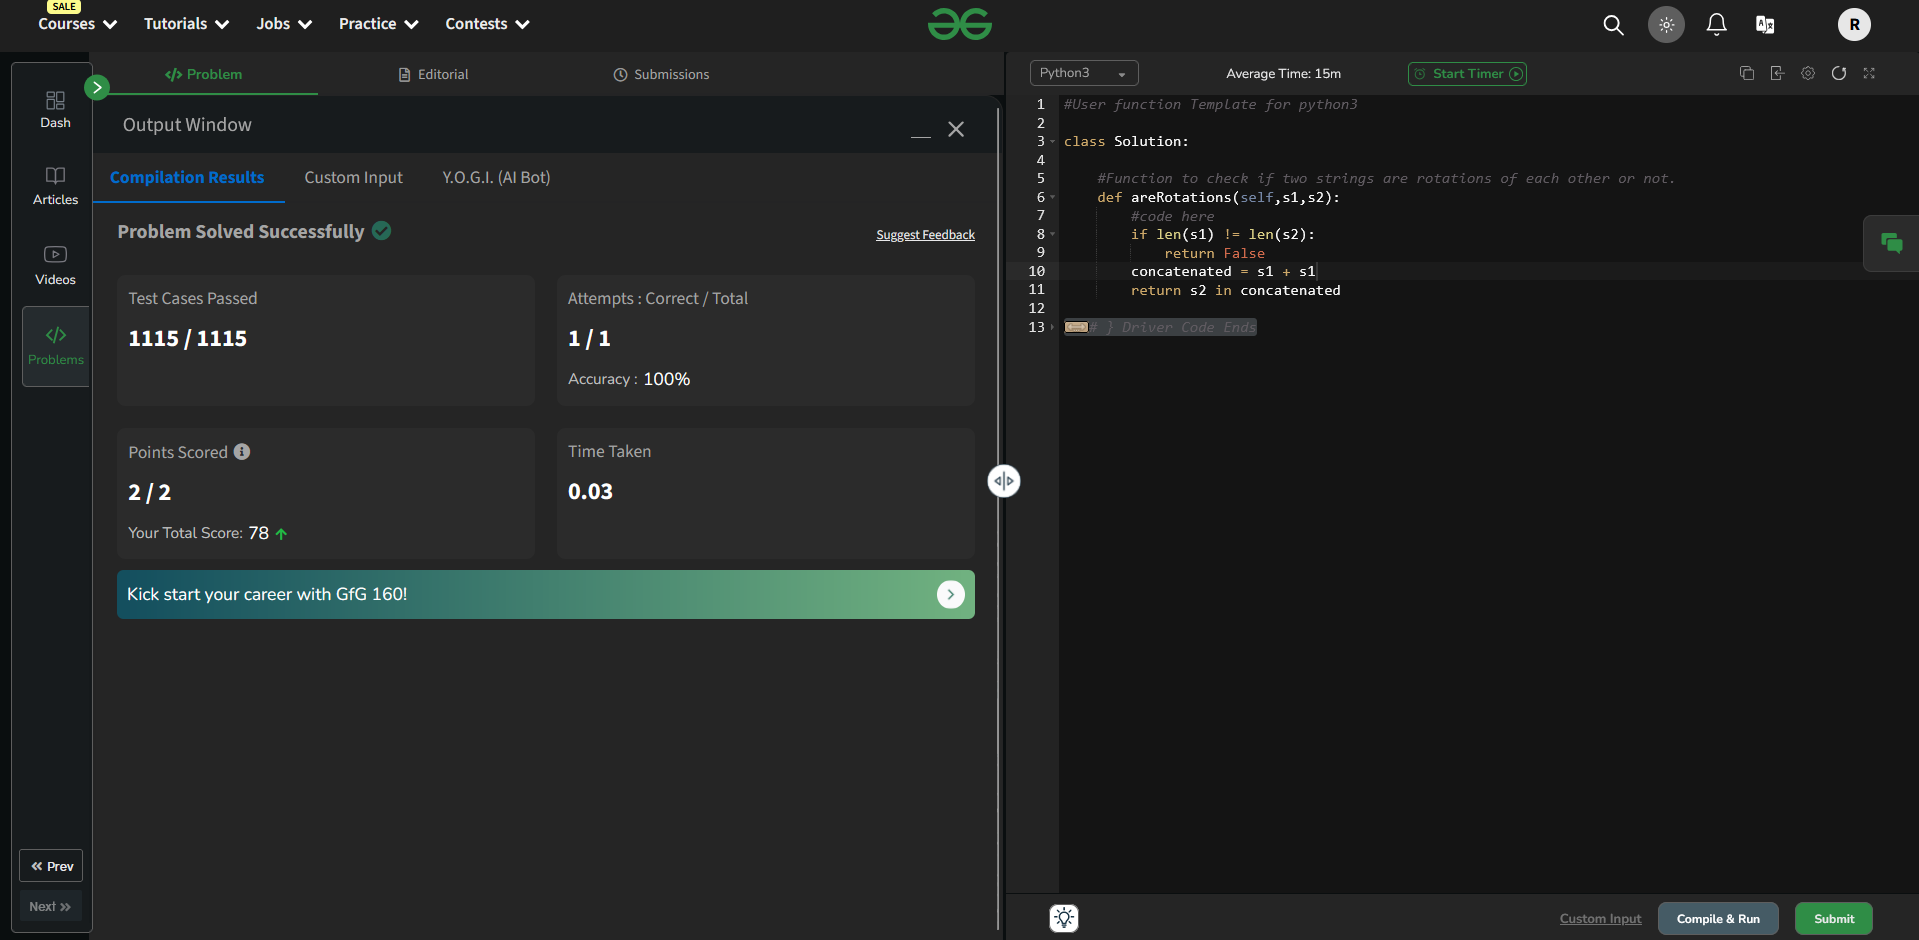 SALE
Courses Tutorials Jobs Practice Contests
R
Dash
Articles
Videos
Problems
Prev
Next
Problem Editorial Submissions
Output Window
Compilation Results Custom Input Y.O.G.I. (AI Bot)
Problem Solved Successfully
Suggest Feedback
Test Cases Passed
1115 / 1115
Attempts : Correct / Total
1 / 1
Accuracy : 100%
Points Scored
2 / 2
Your Total Score: 78
Time Taken
0.03
Kick start your career with GfG 160!
Python3 Average Time: 15m Start Timer
1 #User function Template for python3
2
3 class Solution:
4
5     #Function to check if two strings are rotations of each other or not.
6     def areRotations(self,s1,s2):
7         #code here
8         if len(s1) != len(s2):
9             return False
10         concatenated = s1 + s1
11         return s2 in concatenated
12
13 # } Driver Code Ends
Custom Input Compile & Run Submit